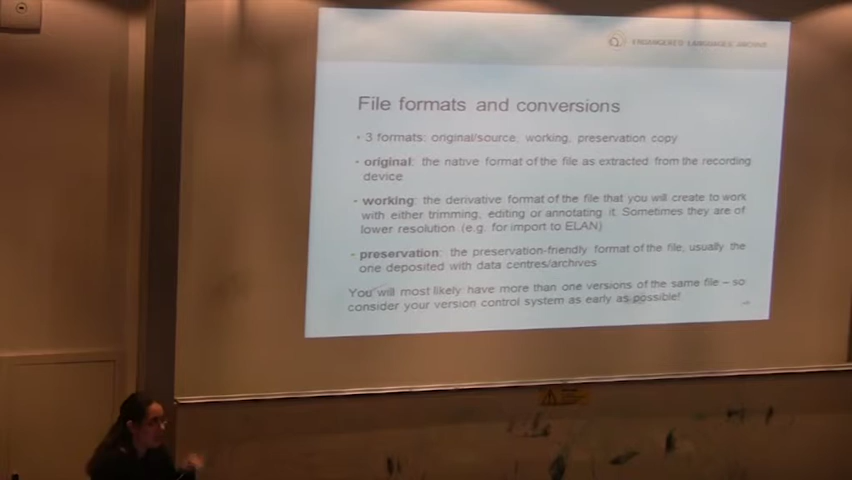 ENDANGERED LANGUAGES ARCHIVE
File formats and conversions
• 3 formats: original/source, working, preservation copy
• original: the native format of the file as extracted from the recording
device
• working: the derivative format of the file that you will create to work
with either trimming, editing or annotating it. Sometimes they are of
lower resolution (e.g. for import to ELAN)
• preservation: the preservation-friendly format of the file, usually the
one deposited with data centres/archives
You will most likely have more than one versions of the same file – so
consider your version control system as early as possible!